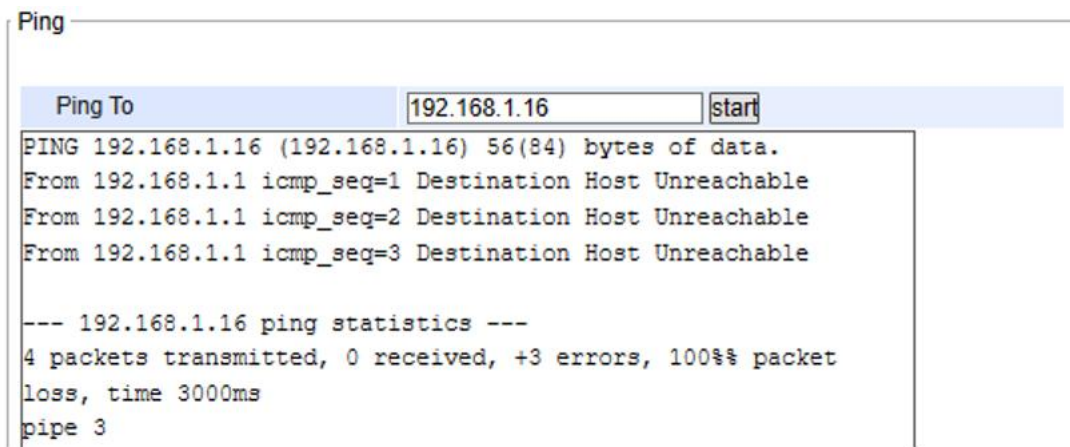 Ping
Ping To 192.168.1.16 start
PING 192.168.1.16 (192.168.1.16) 56(84) bytes of data.
From 192.168.1.1 icmp_seq=1 Destination Host Unreachable
From 192.168.1.1 icmp_seq=2 Destination Host Unreachable
From 192.168.1.1 icmp_seq=3 Destination Host Unreachable
--- 192.168.1.16 ping statistics ---
4 packets transmitted, 0 received, +3 errors, 100%% packet
loss, time 3000ms
pipe 3